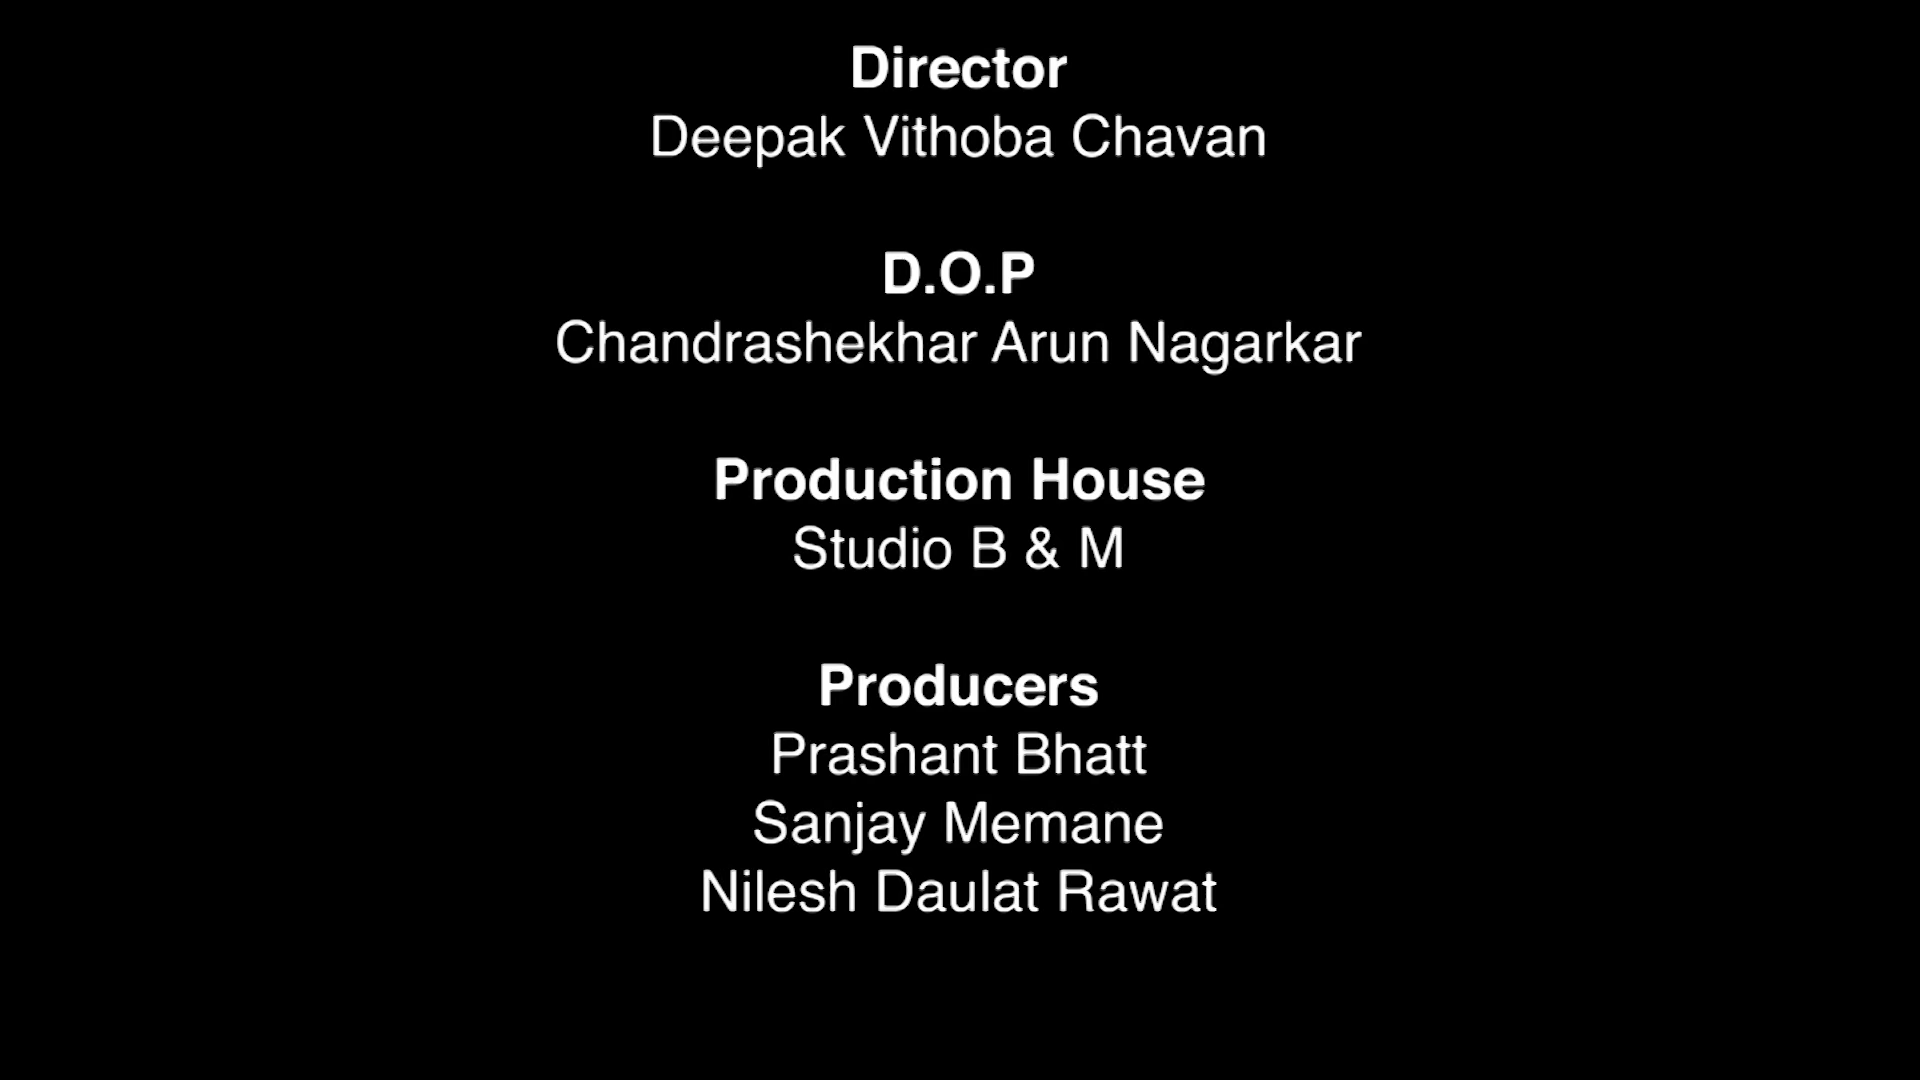 Director
Deepak Vithoba Chavan
D.O.P
Chandrashekhar Arun Nagarkar
Production House
Studio B & M
Producers
Prashant Bhatt
Sanjay Memane
Nilesh Daulat Rawat